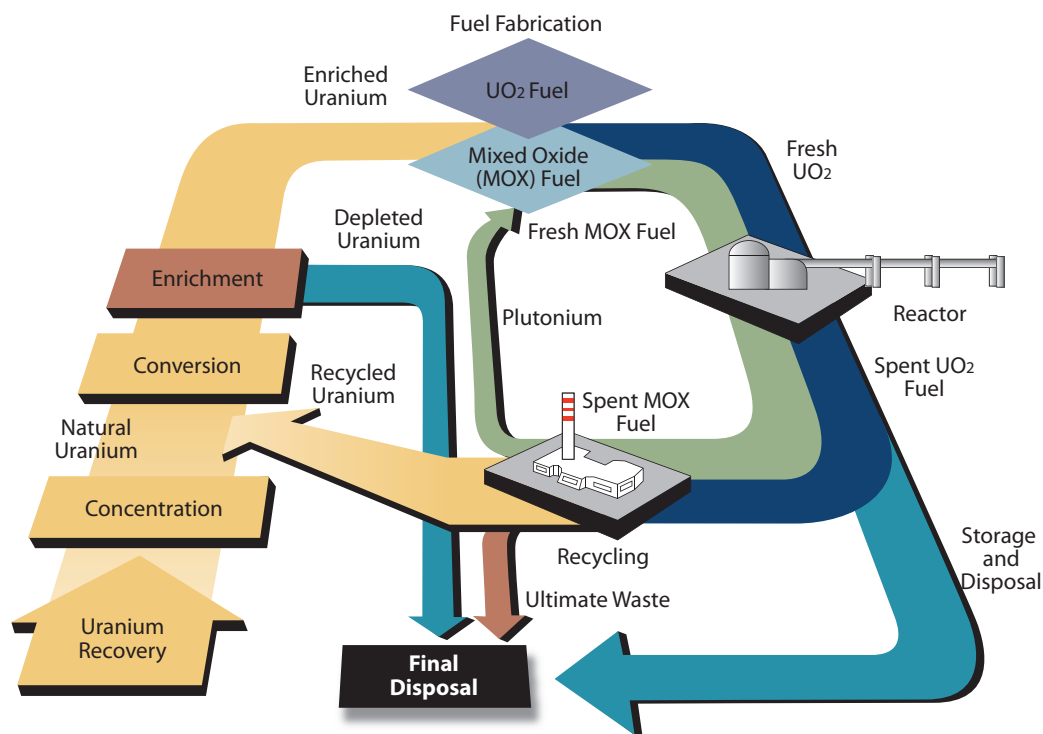 Fuel Fabrication
Enriched
Uranium
UO2 Fuel
Mixed Oxide
(MOX) Fuel
Fresh
UO2
Depleted
Uranium
Fresh MOX Fuel
Enrichment
Plutonium
Reactor
Conversion
Recycled
Uranium
Spent UO2
Fuel
Spent MOX
Fuel
Natural
Uranium
Concentration
Recycling
Storage
and
Disposal
Ultimate Waste
Uranium
Recovery
Final
Disposal